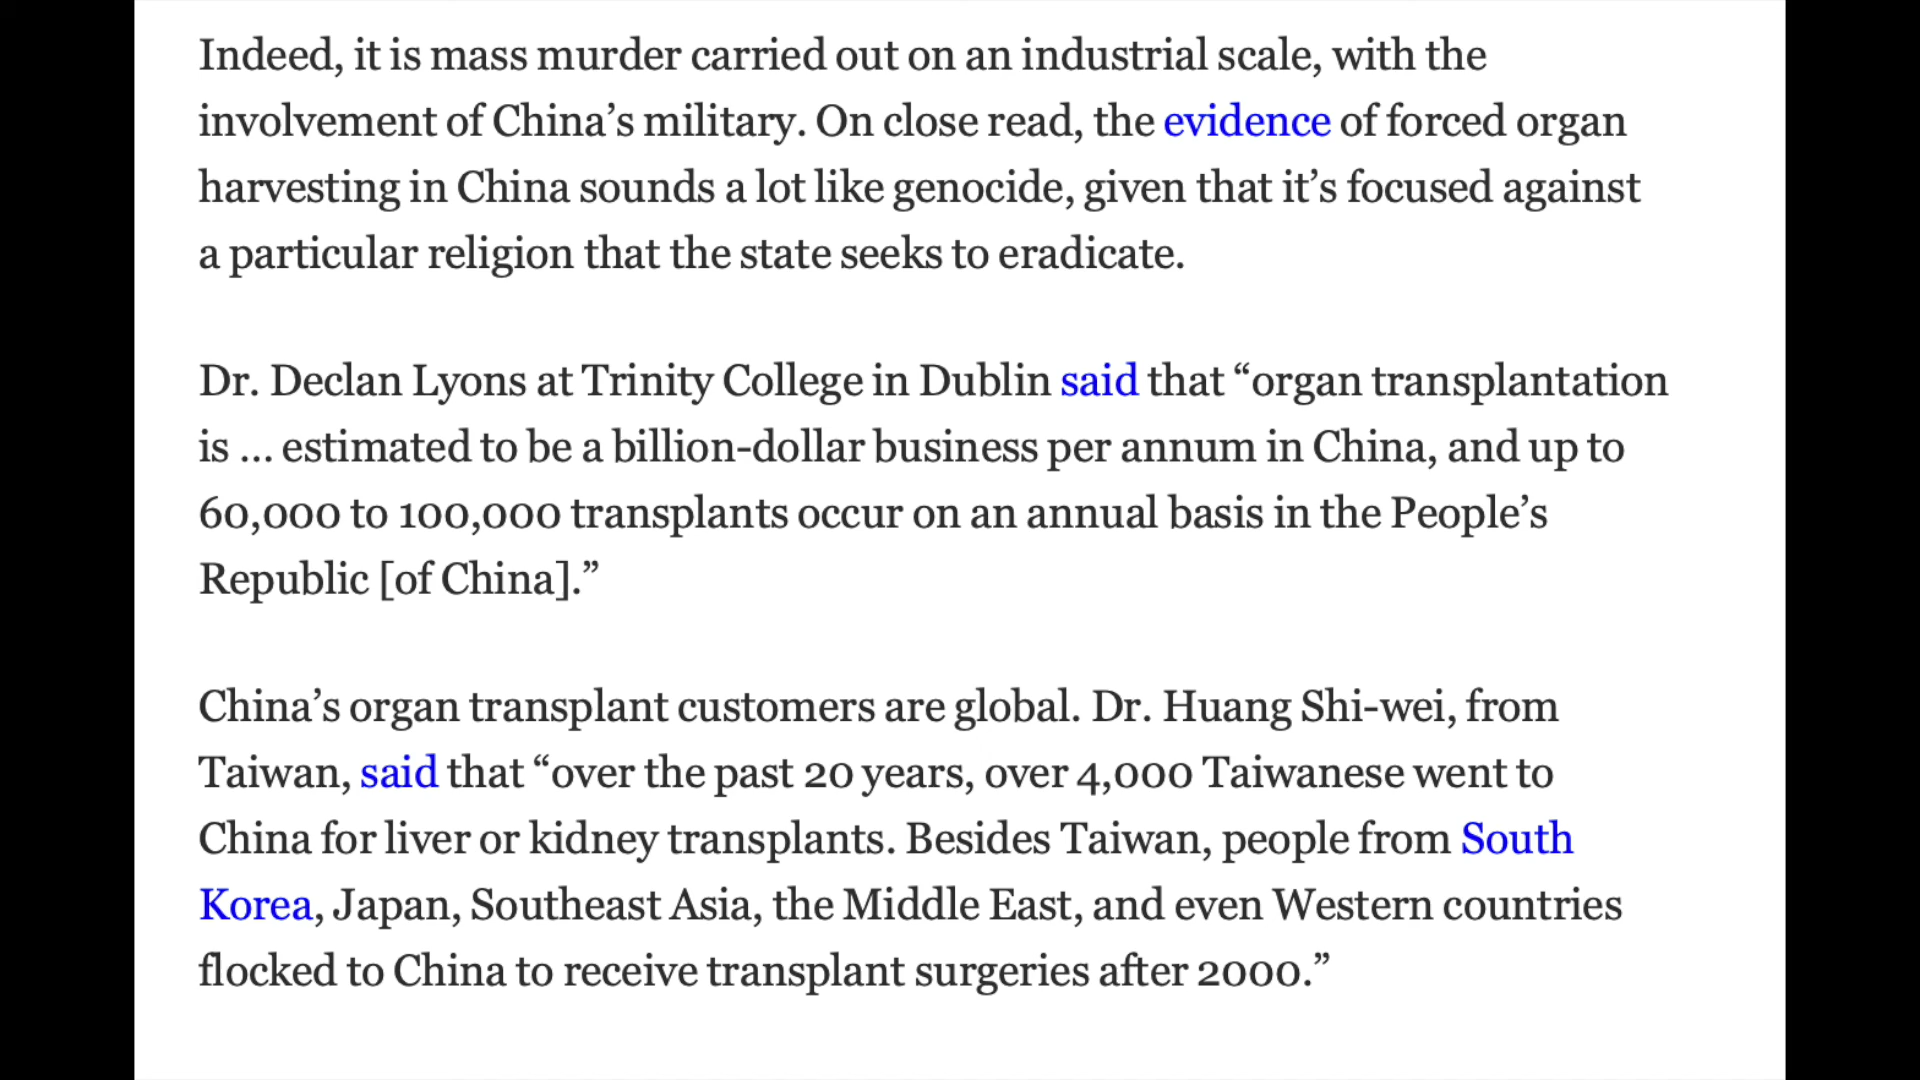 Indeed, it is mass murder carried out on an industrial scale, with the
involvement of China’s military. On close read, the evidence of forced organ
harvesting in China sounds a lot like genocide, given that it’s focused against
a particular religion that the state seeks to eradicate.
Dr. Declan Lyons at Trinity College in Dublin said that “organ transplantation
is ... estimated to be a billion-dollar business per annum in China, and up to
60,000 to 100,000 transplants occur on an annual basis in the People’s
Republic [of China].”
China’s organ transplant customers are global. Dr. Huang Shi-wei, from
Taiwan, said that “over the past 20 years, over 4,000 Taiwanese went to
China for liver or kidney transplants. Besides Taiwan, people from South
Korea, Japan, Southeast Asia, the Middle East, and even Western countries
flocked to China to receive transplant surgeries after 2000.”